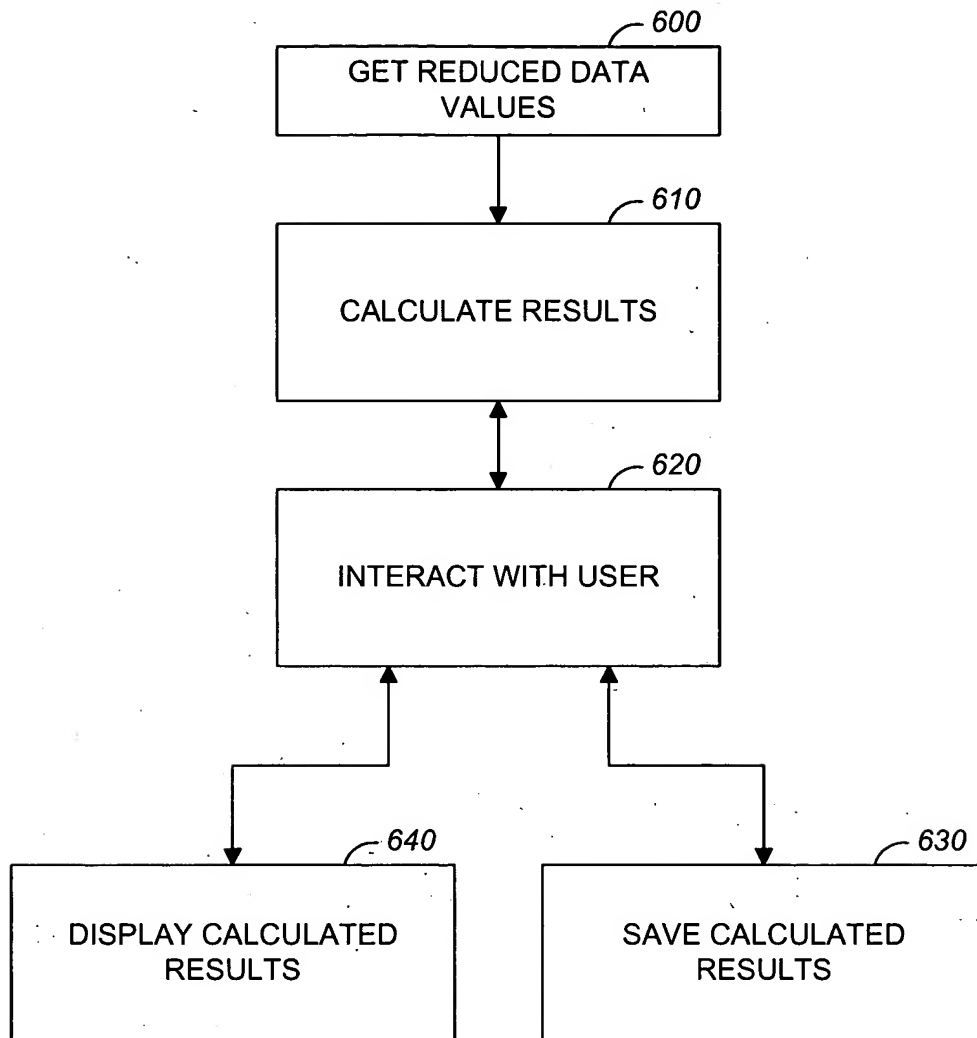 600
GET REDUCED DATA
VALUES
610
CALCULATE RESULTS
620
INTERACT WITH USER
640
DISPLAY CALCULATED
RESULTS
630
SAVE CALCULATED
RESULTS